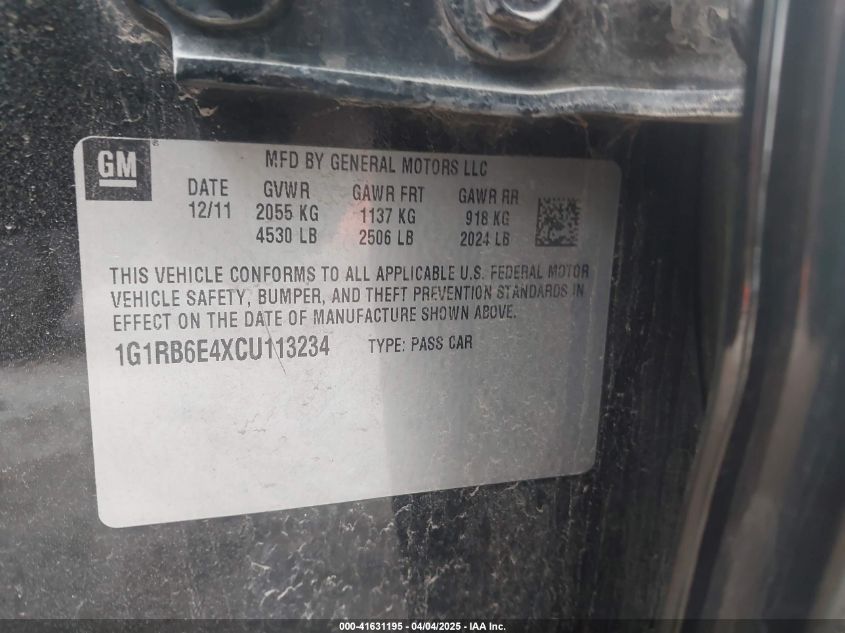 GM
MFD BY GENERAL MOTORS LLC
DATE GVWR GAWR FRT GAWR RR
12/11 2055 KG 1137 KG 918 KG
4530 LB 2506 LB 2024 LB
THIS VEHICLE CONFORMS TO ALL APPLICABLE U.S. FEDERAL MOTOR
VEHICLE SAFETY, BUMPER, AND THEFT PREVENTION STANDARDS IN
EFFECT ON THE DATE OF MANUFACTURE SHOWN ABOVE.
1G1RB6E4XCU113234 TYPE: PASS CAR
000-41631195 - 04/04/2025 - IAA Inc.